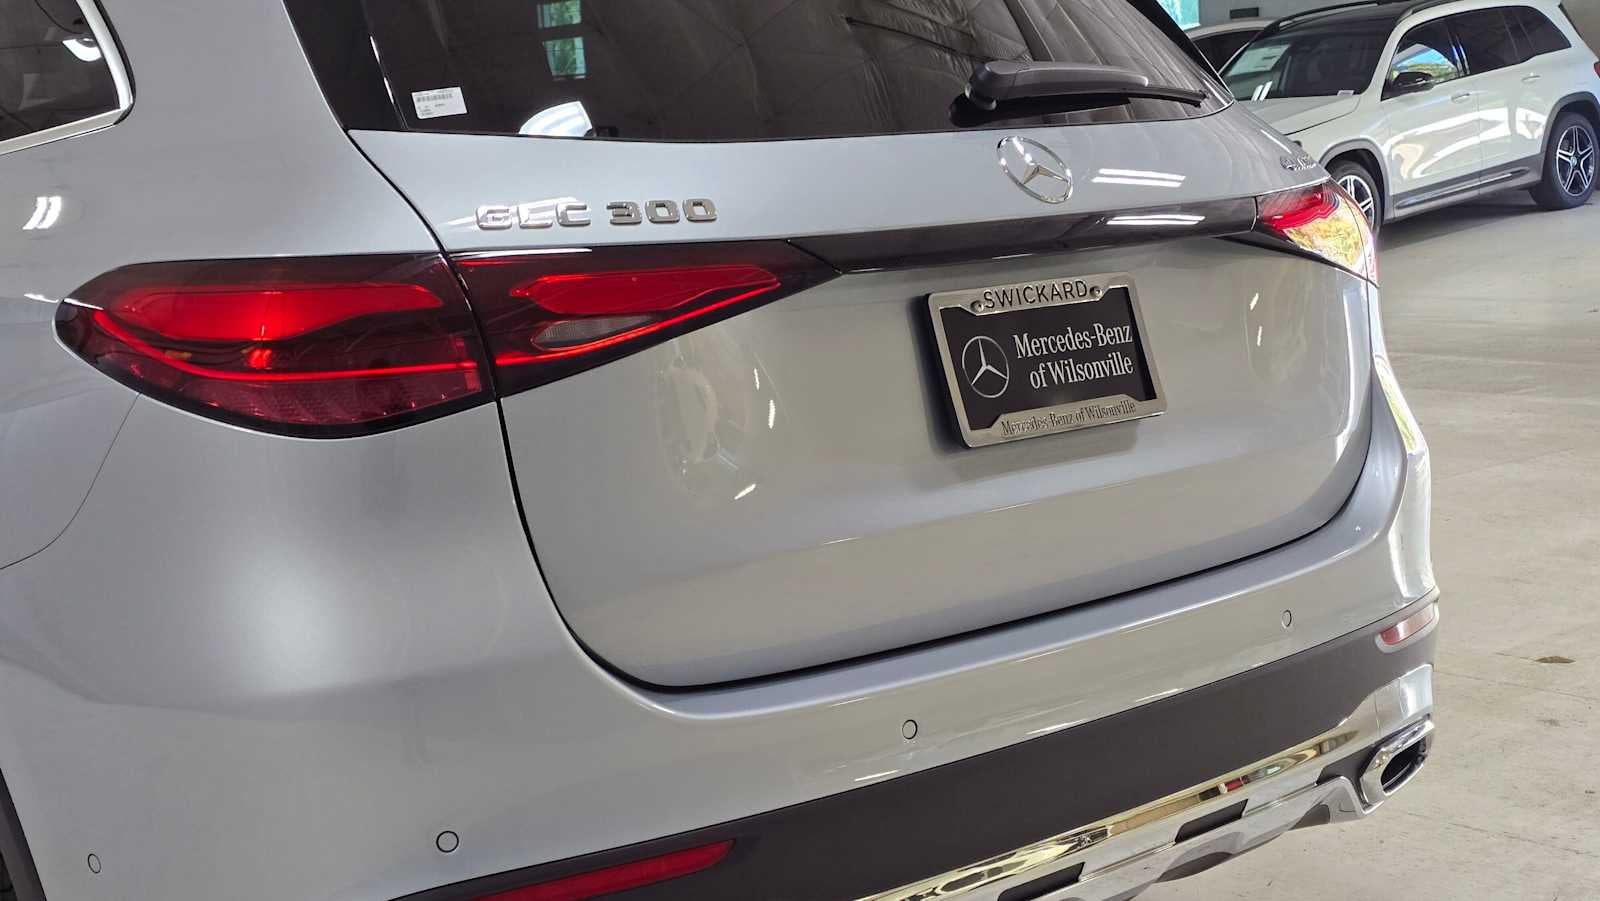 GLC 300
SWICKARD
Mercedes-Benz
of Wilsonville
Mercedes-Benz of Wilsonville